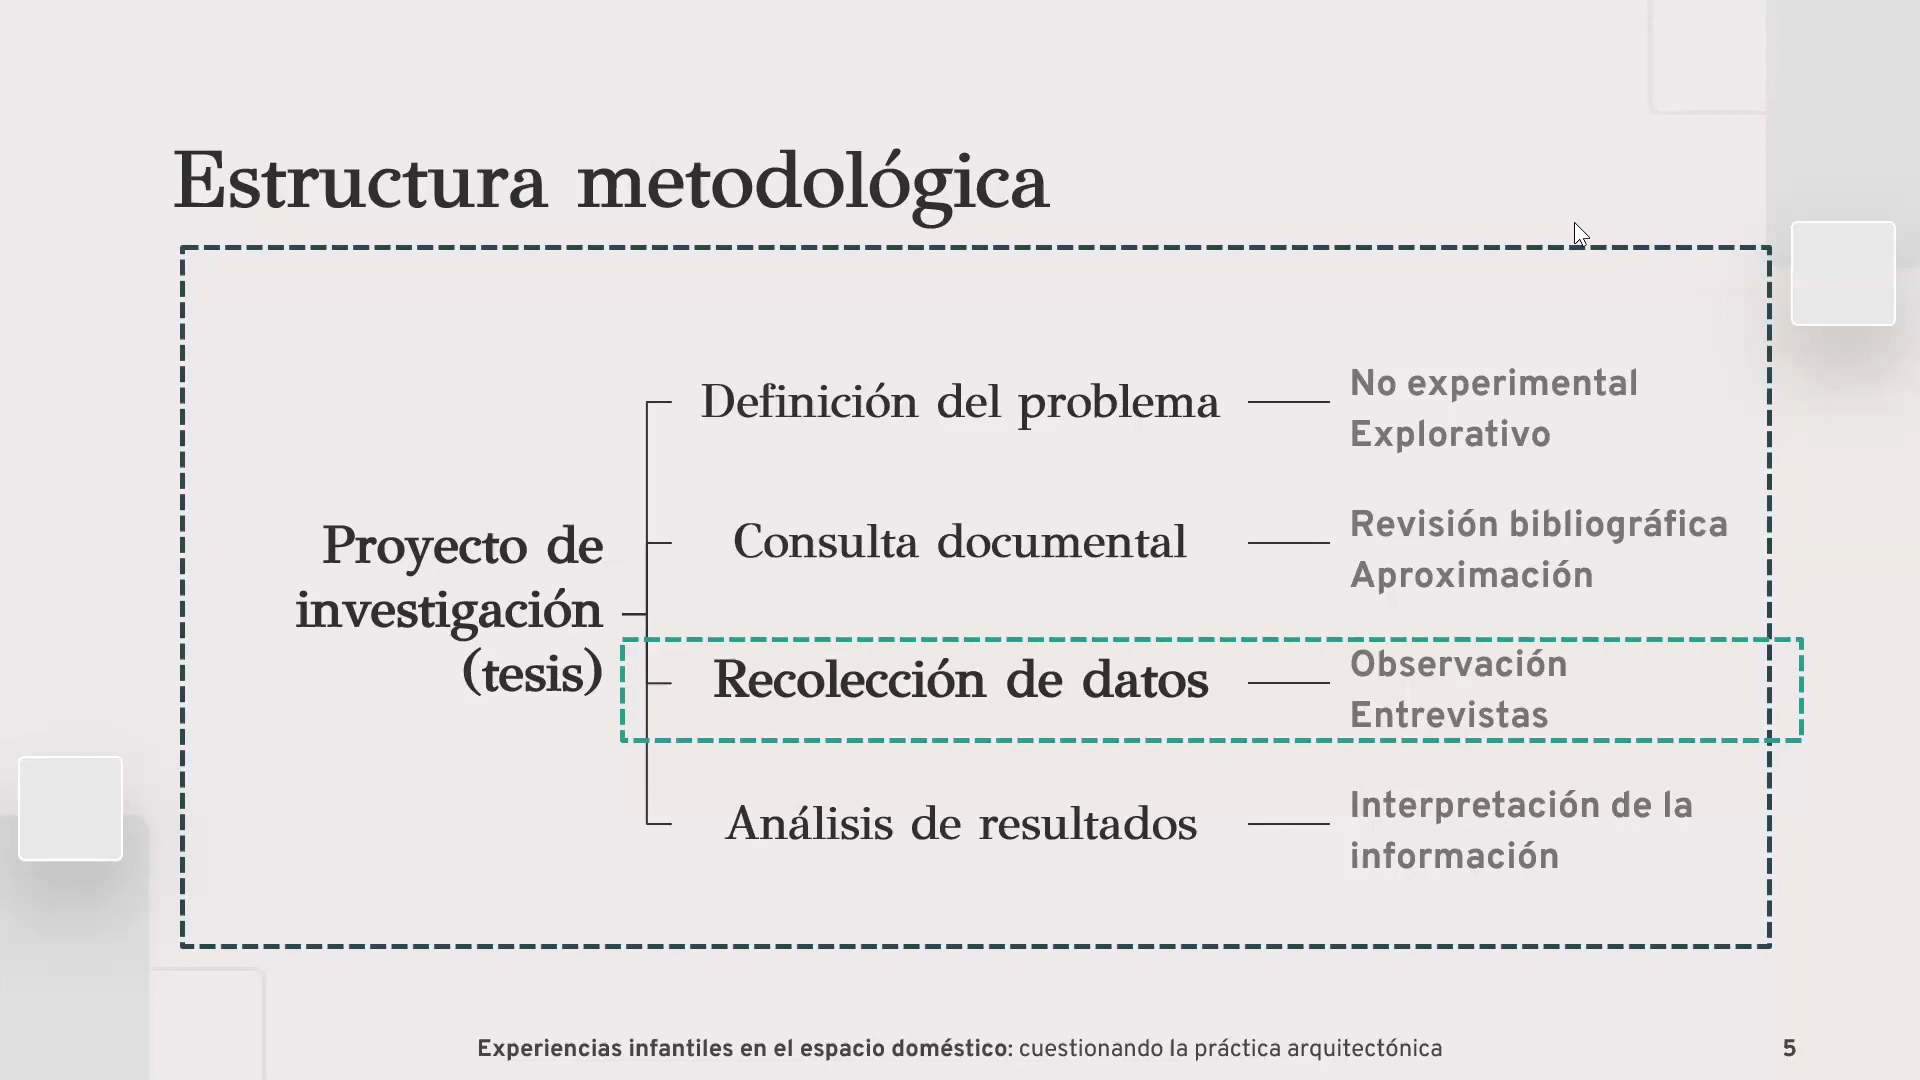 Estructura metodológica
Proyecto de
investigación
(tesis)
Definición del problema
No experimental
Explorativo
Consulta documental
Revisión bibliográfica
Aproximación
Recolección de datos
Observación
Entrevistas
Análisis de resultados
Interpretación de la
información
Experiencias infantiles en el espacio doméstico: cuestionando la práctica arquitectónica
5